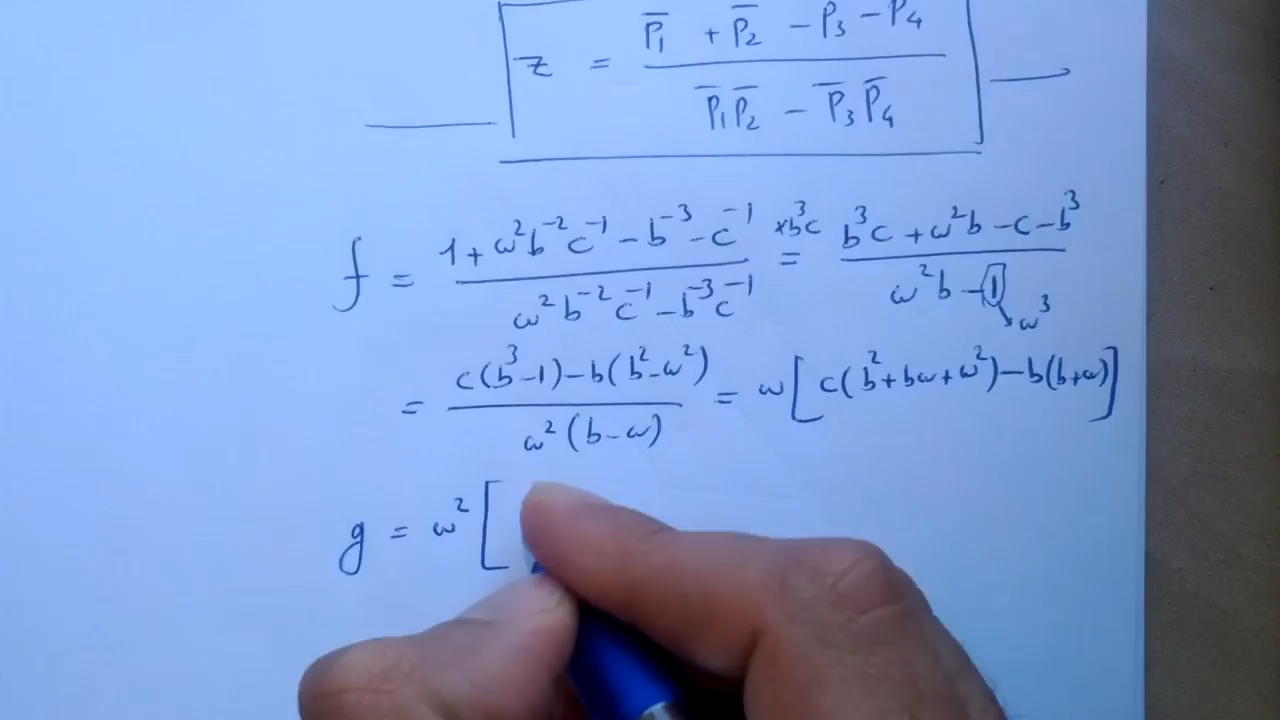 z = (P̅₁ + P̅₂ − P̅₃ − P̅₄) / (P̅₁P̅₂ − P̅₃P̅₄)
f = (1 + ω²b⁻²c⁻¹ − b⁻³ − c⁻¹) / (ω²b⁻²c⁻¹ − b⁻³c⁻¹) =^{×b³c} (b³c + ω²b − c − b³) / (ω²b − 1) → ω³
= (c(b³−1) − b(b²−ω²)) / (ω²(b−ω)) = ω[c(b²+bω+ω²) − b(b+ω)]
g = ω²[